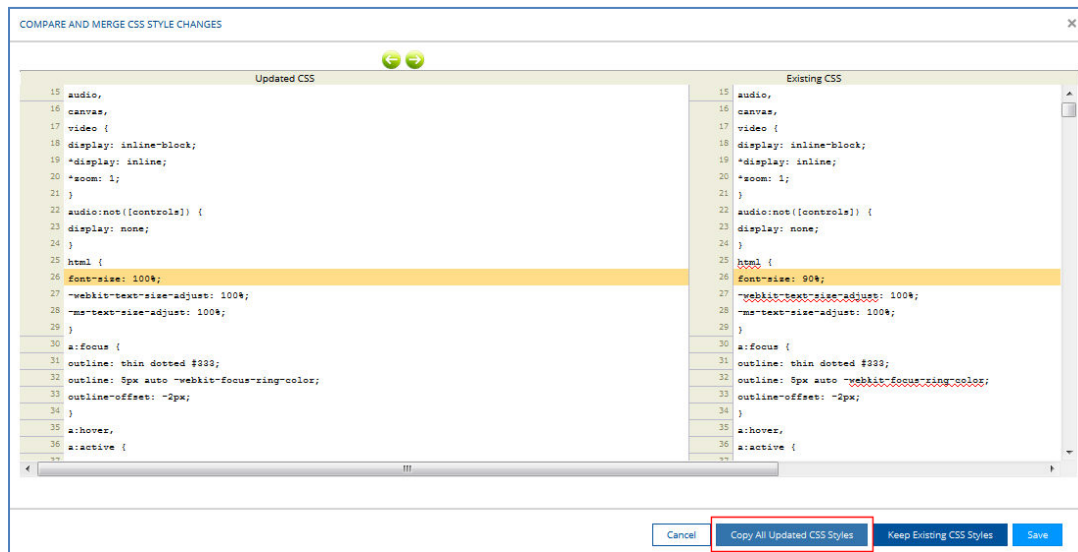 COMPARE AND MERGE CSS STYLE CHANGES
Updated CSS
15 audio,
16 canvas,
17 video {
18 display: inline-block;
19 *display: inline;
20 *zoom: 1;
21 }
22 audio:not([controls]) {
23 display: none;
24 }
25 html {
26 font-size: 100%;
27 -webkit-text-size-adjust: 100%;
28 -ms-text-size-adjust: 100%;
29 }
30 a:focus {
31 outline: thin dotted #333;
32 outline: 5px auto -webkit-focus-ring-color;
33 outline-offset: -2px;
34 }
35 a:hover,
36 a:active {
Existing CSS
15 audio,
16 canvas,
17 video {
18 display: inline-block;
19 *display: inline;
20 *zoom: 1;
21 }
22 audio:not([controls]) {
23 display: none;
24 }
25 html {
26 font-size: 90%;
27 -webkit-text-size-adjust: 100%;
28 -ms-text-size-adjust: 100%;
29 }
30 a:focus {
31 outline: thin dotted #333;
32 outline: 5px auto -webkit-focus-ring-color;
33 outline-offset: -2px;
34 }
35 a:hover,
36 a:active {
Cancel
Copy All Updated CSS Styles
Keep Existing CSS Styles
Save